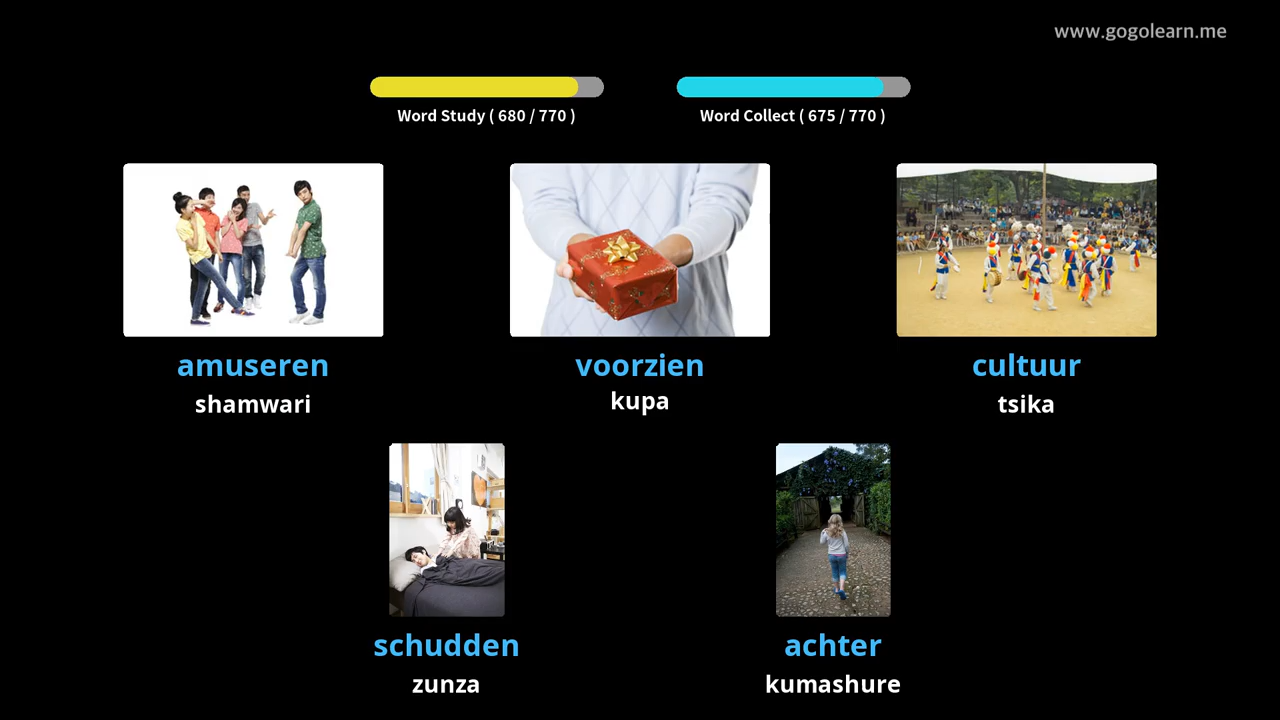 www.gogolearn.me
Word Study ( 680 / 770 )
Word Collect ( 675 / 770 )
amuseren
shamwari
voorzien
kupa
cultuur
tsika
schudden
zunza
achter
kumashure